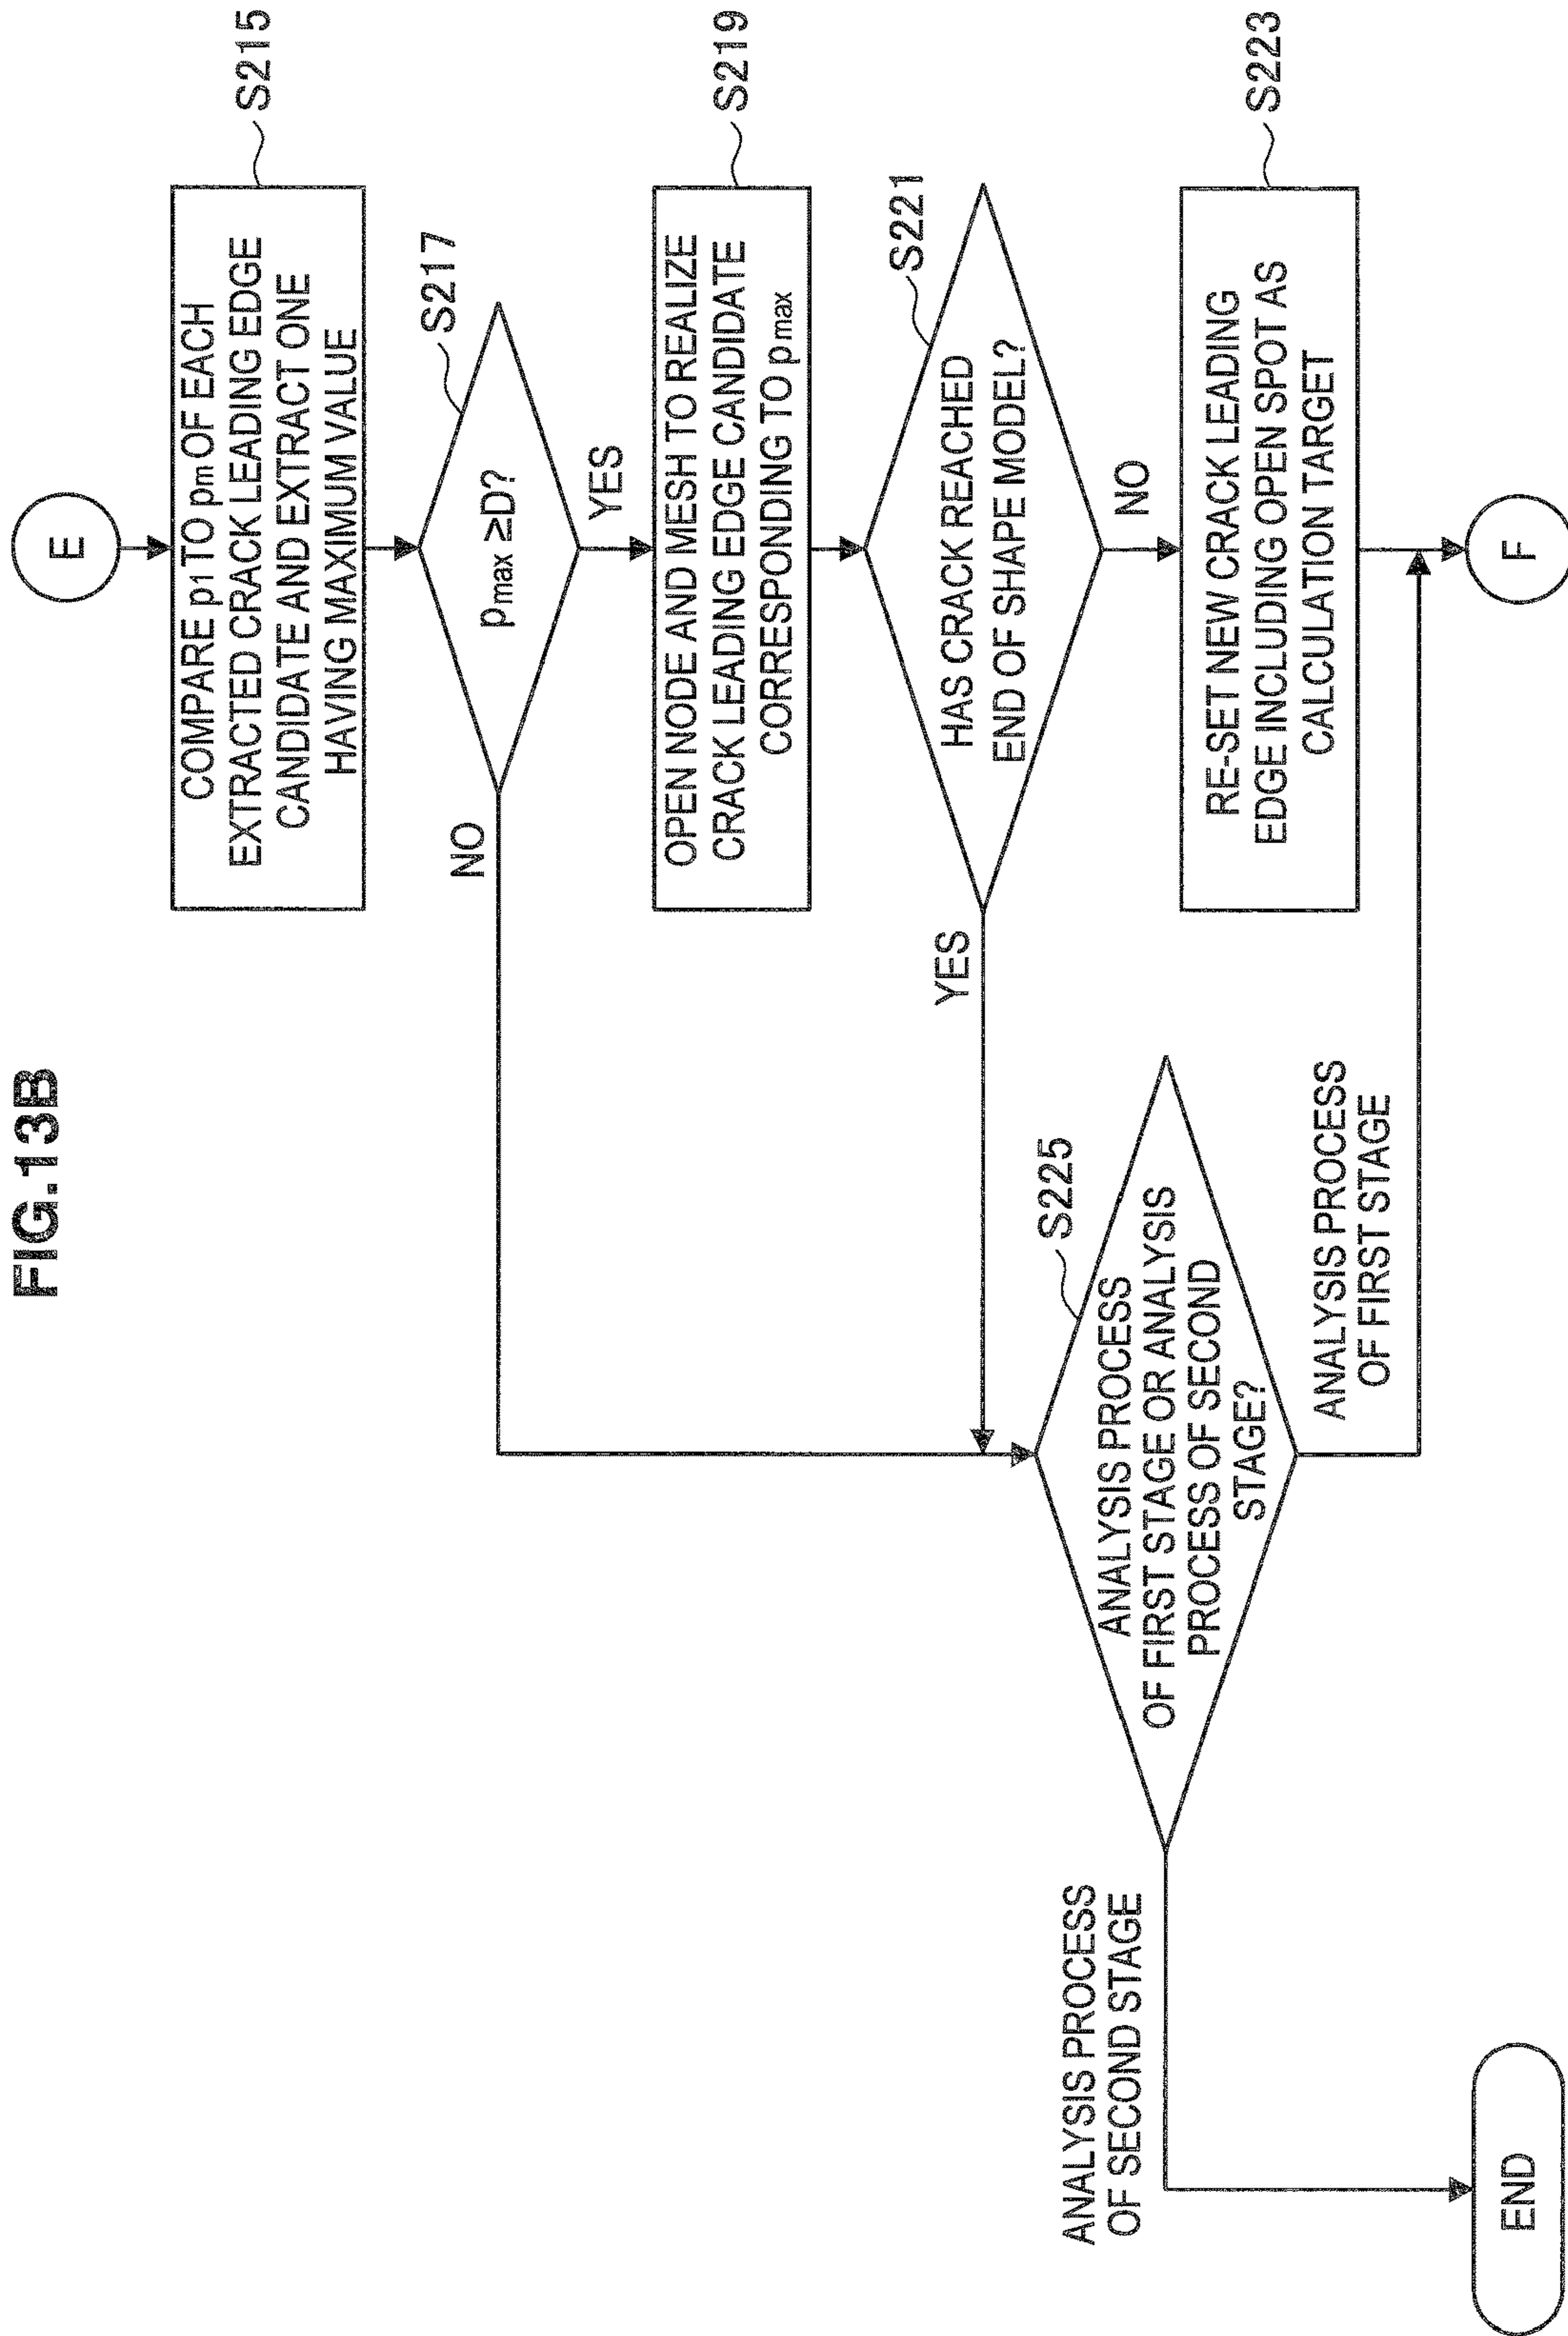 FIG.13B
E
COMPARE p1 TO pm OF EACH
EXTRACTED CRACK LEADING EDGE
CANDIDATE AND EXTRACT ONE
HAVING MAXIMUM VALUE
S215
pmax ≥D?
S217
NO
YES
OPEN NODE AND MESH TO REALIZE
CRACK LEADING EDGE CANDIDATE
CORRESPONDING TO pmax
S219
HAS CRACK REACHED
END OF SHAPE MODEL?
S221
YES
NO
RE-SET NEW CRACK LEADING
EDGE INCLUDING OPEN SPOT AS
CALCULATION TARGET
S223
ANALYSIS PROCESS
OF FIRST STAGE OR ANALYSIS
PROCESS OF SECOND
STAGE?
S225
ANALYSIS PROCESS
OF SECOND STAGE
ANALYSIS PROCESS
OF FIRST STAGE
END
F